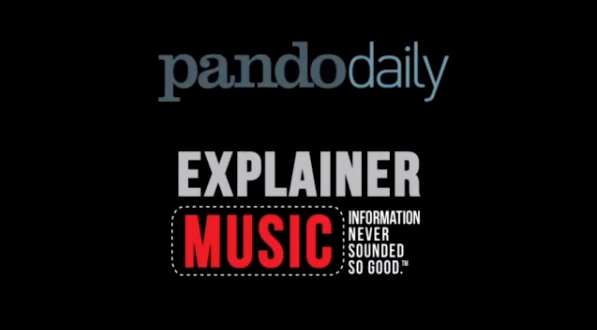 pandodaily
EXPLAINER
MUSIC
INFORMATION
NEVER
SOUNDED
SO GOOD.™